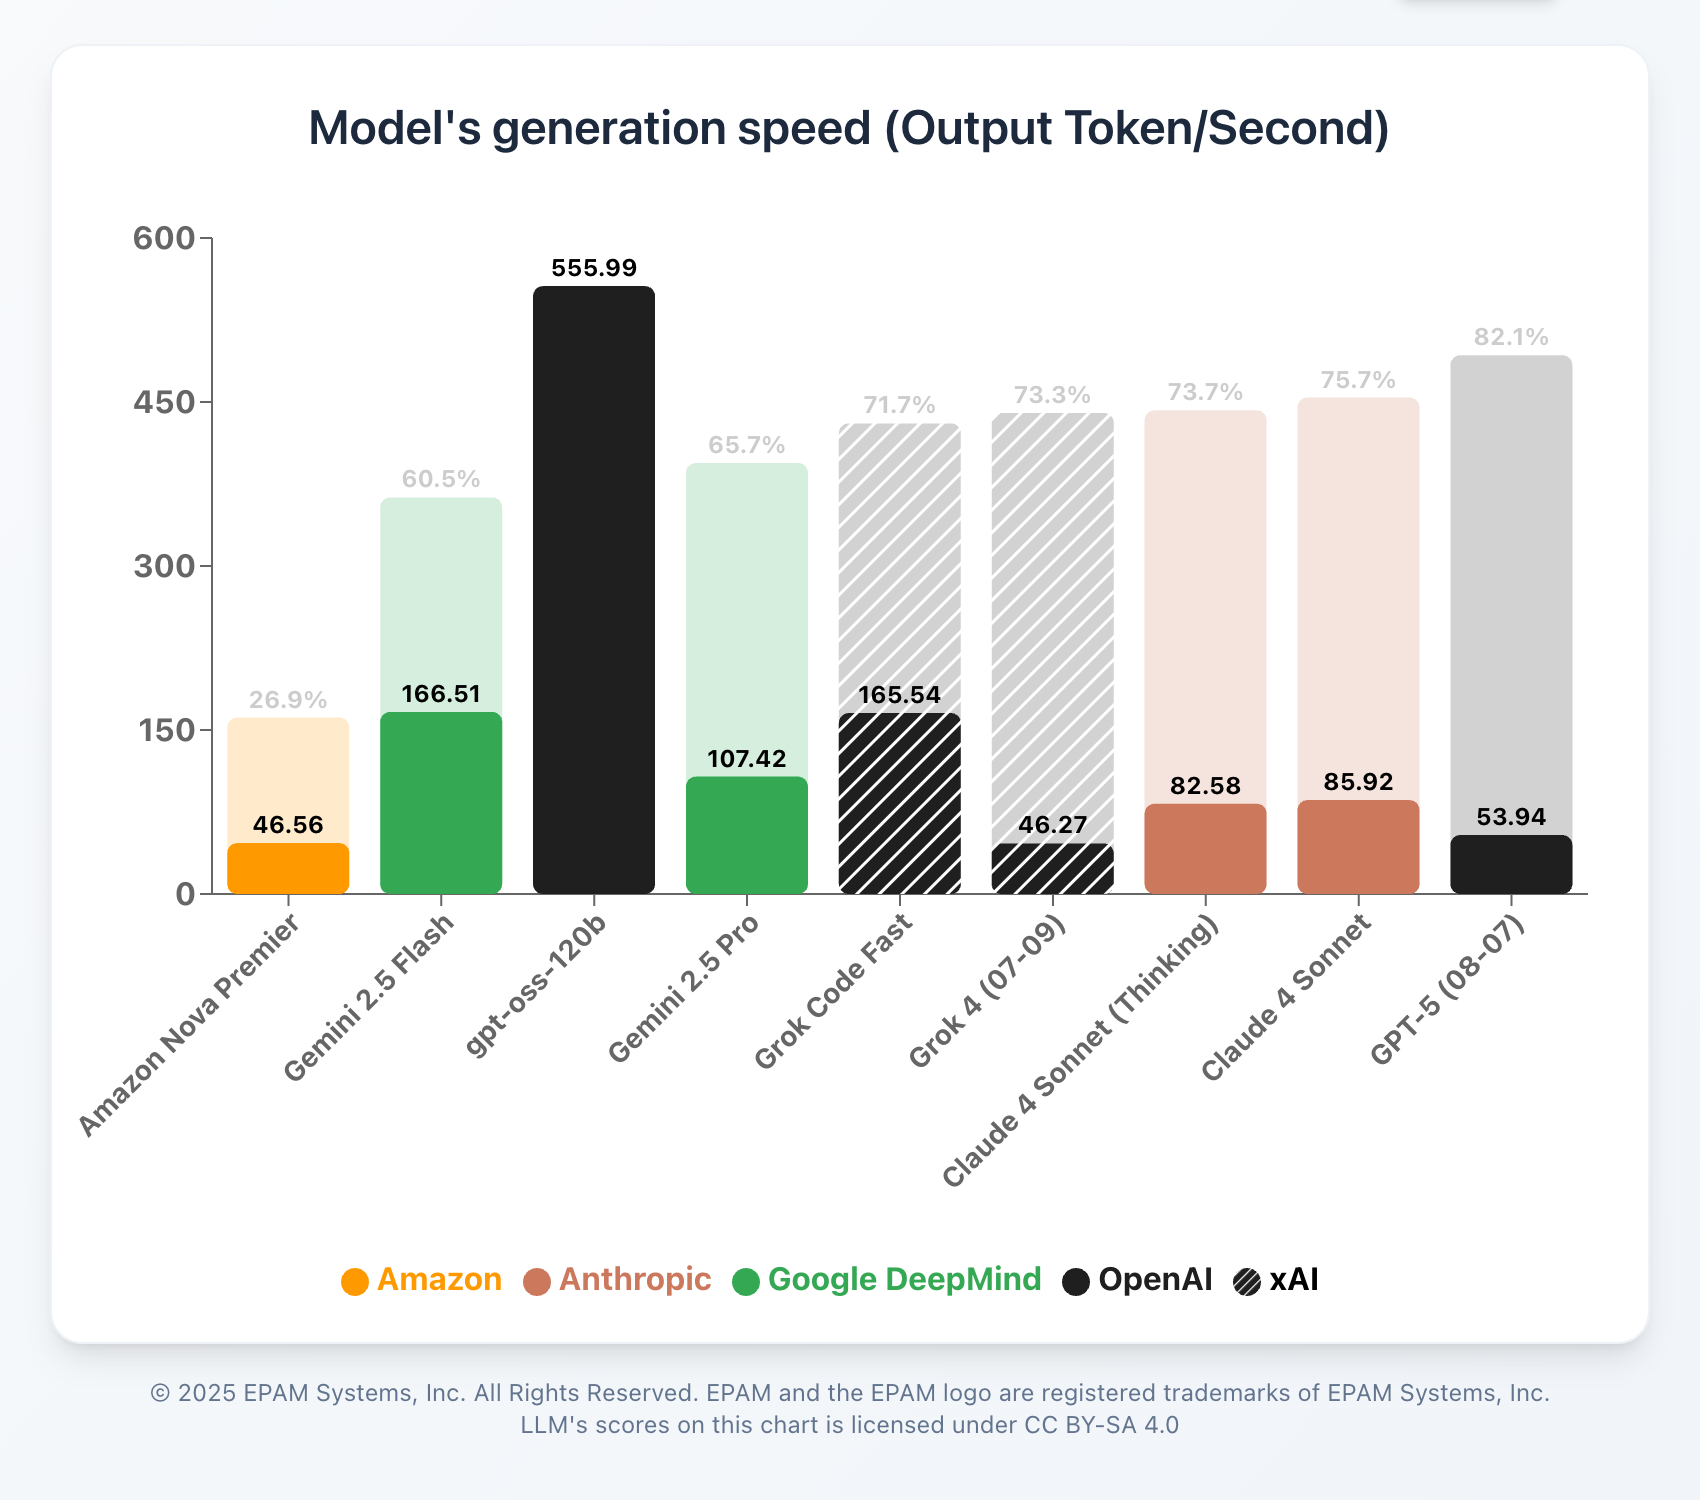 Model's generation speed (Output Token/Second)
600
450
300
150
0
26.9%
46.56
60.5%
166.51
555.99
65.7%
107.42
71.7%
165.54
73.3%
46.27
73.7%
82.58
75.7%
85.92
82.1%
53.94
Amazon Nova Premier
Gemini 2.5 Flash
gpt-oss-120b
Gemini 2.5 Pro
Grok Code Fast
Grok 4 (07-09)
Claude 4 Sonnet (Thinking)
Claude 4 Sonnet
GPT-5 (08-07)
Amazon Anthropic Google DeepMind OpenAI xAI
© 2025 EPAM Systems, Inc. All Rights Reserved. EPAM and the EPAM logo are registered trademarks of EPAM Systems, Inc.
LLM's scores on this chart is licensed under CC BY-SA 4.0